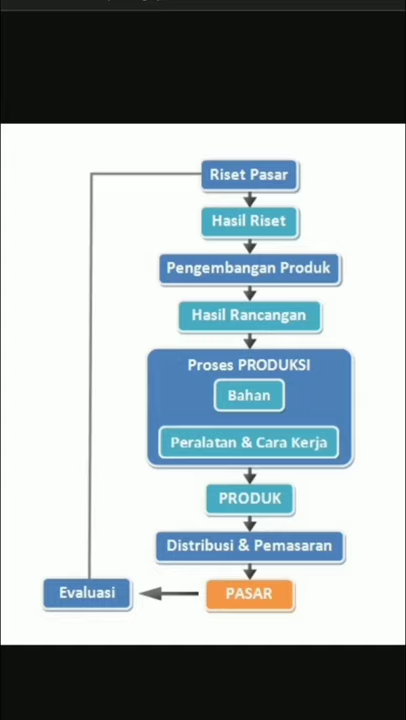 Riset Pasar
Hasil Riset
Pengembangan Produk
Hasil Rancangan
Proses PRODUKSI
Bahan
Peralatan & Cara Kerja
PRODUK
Distribusi & Pemasaran
PASAR
Evaluasi